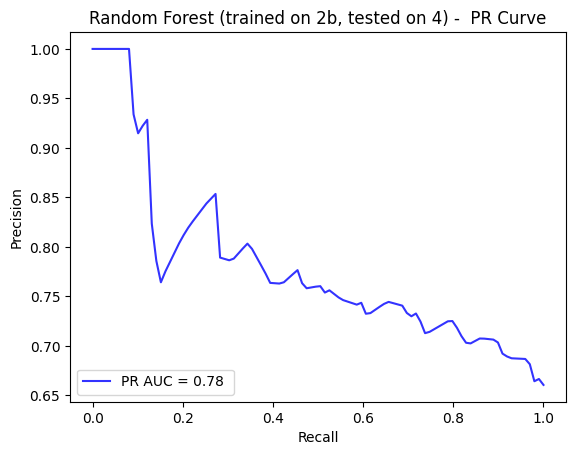 Random Forest (trained on 2b, tested on 4) -  PR Curve
1.00
0.95
0.90
0.85
0.80
0.75
0.70
0.65
Precision
PR AUC = 0.78
0.0 0.2 0.4 0.6 0.8 1.0
Recall